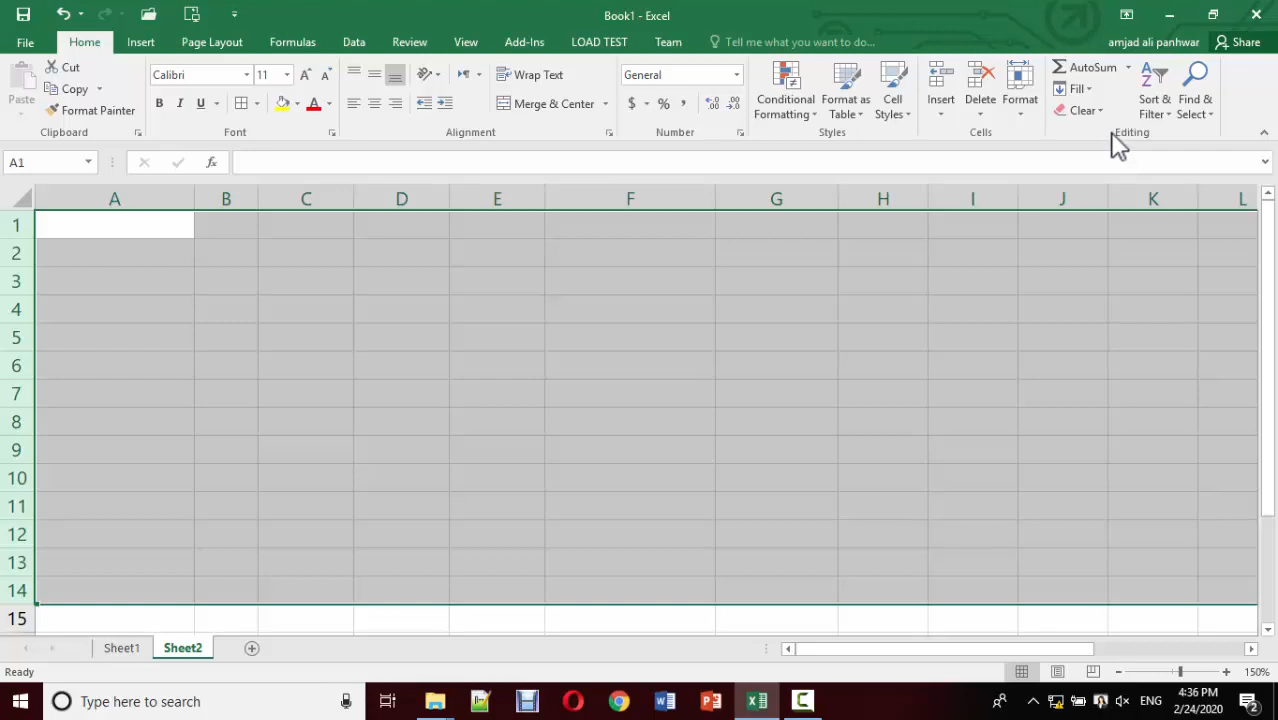 Book1 - Excel
File Home Insert Page Layout Formulas Data Review View Add-Ins LOAD TEST Team Tell me what you want to do... amjad ali panhwar Share
Paste Cut Copy Format Painter Clipboard
Calibri 11 B I U A Font
Wrap Text Merge & Center Alignment
General $ % , Number
Conditional Formatting Format as Table Cell Styles Styles
Insert Delete Format Cells
AutoSum Fill Clear Sort & Filter Find & Select Editing
A1 fx
A B C D E F G H I J K L
1
2
3
4
5
6
7
8
9
10
11
12
13
14
15
Sheet1 Sheet2
Ready 150%
Type here to search ENG 4:36 PM
2/24/2020 2